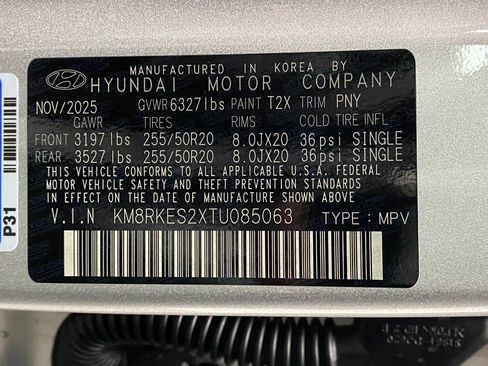 MANUFACTURED IN KOREA BY
HYUNDAI MOTOR COMPANY
NOV/2025 GVWR 6327lbs PAINT T2X TRIM PNY
GAWR TIRES RIMS COLD TIRE INFL
FRONT 3197lbs 255/50R20 8.0JX20 36psi SINGLE
REAR 3527lbs 255/50R20 8.0JX20 36psi SINGLE
THIS VEHICLE CONFORMS TO ALL APPLICABLE U.S.A. FEDERAL
MOTOR VEHICLE SAFETY AND THEFT PREVENTION STANDARDS
IN EFFECT ON THE DATE OF MANUFACTURE SHOWN ABOVE.
V.I.N KM8RKES2XTU085063 TYPE : MPV
P31